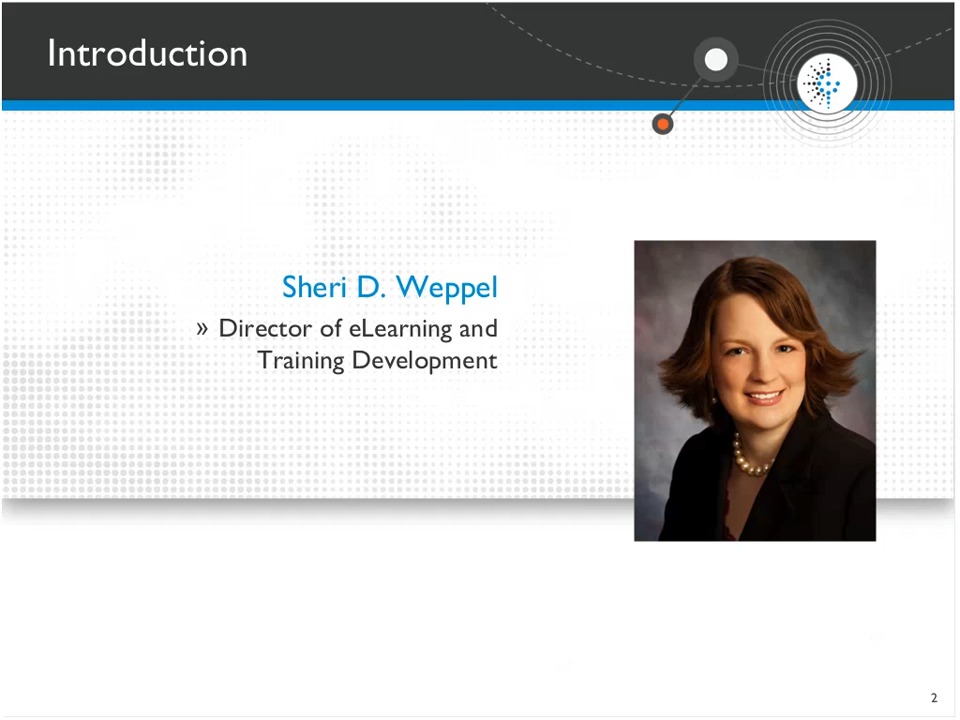 Introduction
Sheri D. Weppel
» Director of eLearning and
Training Development
2